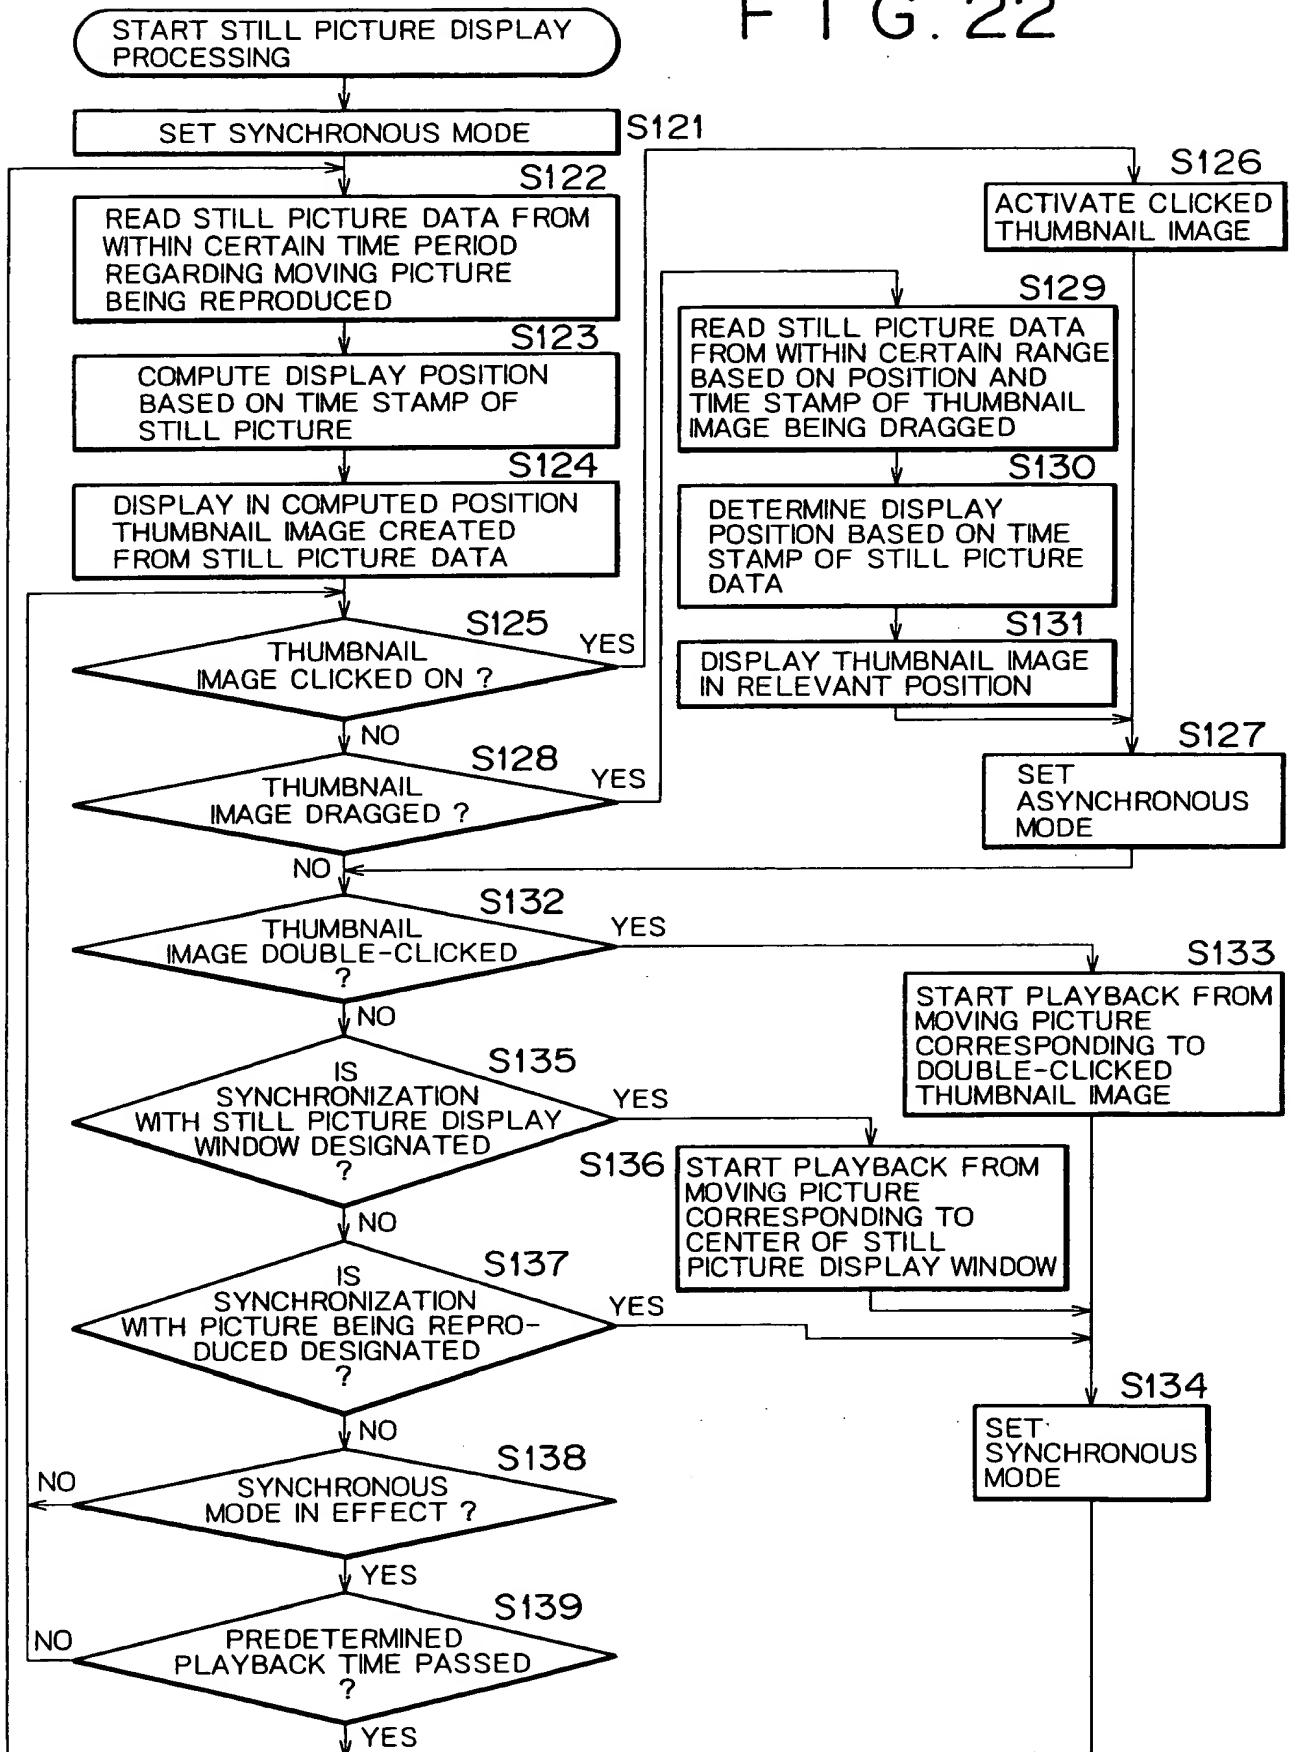 FIG. 22
START STILL PICTURE DISPLAY
PROCESSING
SET SYNCHRONOUS MODE
S121
S122
READ STILL PICTURE DATA FROM
WITHIN CERTAIN TIME PERIOD
REGARDING MOVING PICTURE
BEING REPRODUCED
S123
COMPUTE DISPLAY POSITION
BASED ON TIME STAMP OF
STILL PICTURE
S124
DISPLAY IN COMPUTED POSITION
THUMBNAIL IMAGE CREATED
FROM STILL PICTURE DATA
S125
THUMBNAIL
IMAGE CLICKED ON ?
YES
NO
S126
ACTIVATE CLICKED
THUMBNAIL IMAGE
S128
THUMBNAIL
IMAGE DRAGGED ?
YES
NO
S129
READ STILL PICTURE DATA
FROM WITHIN CERTAIN RANGE
BASED ON POSITION AND
TIME STAMP OF THUMBNAIL
IMAGE BEING DRAGGED
S130
DETERMINE DISPLAY
POSITION BASED ON TIME
STAMP OF STILL PICTURE
DATA
S131
DISPLAY THUMBNAIL IMAGE
IN RELEVANT POSITION
S127
SET
ASYNCHRONOUS
MODE
S132
THUMBNAIL
IMAGE DOUBLE-CLICKED
?
YES
NO
S133
START PLAYBACK FROM
MOVING PICTURE
CORRESPONDING TO
DOUBLE-CLICKED
THUMBNAIL IMAGE
S135
IS
SYNCHRONIZATION
WITH STILL PICTURE DISPLAY
WINDOW DESIGNATED
?
YES
NO
S136
START PLAYBACK FROM
MOVING PICTURE
CORRESPONDING TO
CENTER OF STILL
PICTURE DISPLAY WINDOW
S137
IS
SYNCHRONIZATION
WITH PICTURE BEING REPRO-
DUCED DESIGNATED
?
YES
NO
S134
SET
SYNCHRONOUS
MODE
S138
SYNCHRONOUS
MODE IN EFFECT ?
NO
YES
S139
PREDETERMINED
PLAYBACK TIME PASSED
?
NO
YES